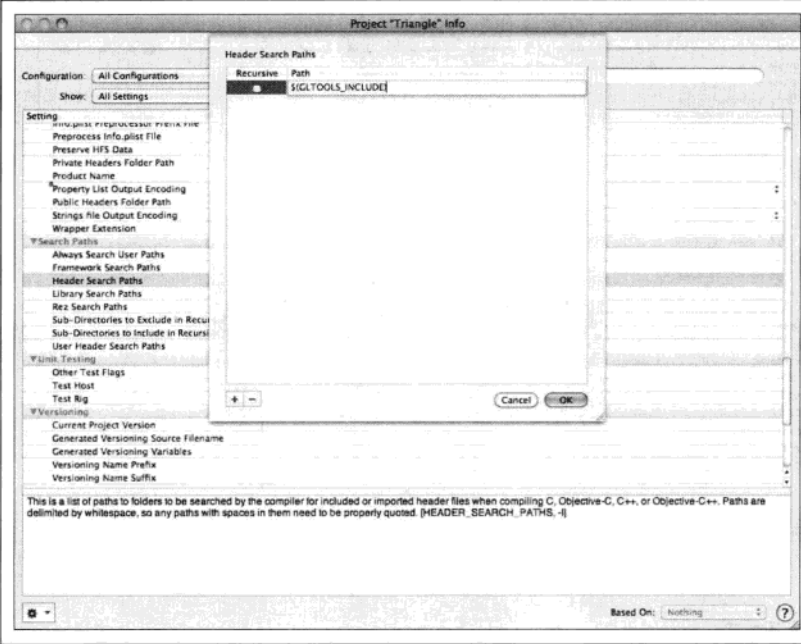 Project "Triangle" Info
Header Search Paths
Configuration: All Configurations
Recursive Path
$(GLTOOLS_INCLUDE)
Show: All Settings
Setting
Info.plist Preprocessor Prefix File
Preprocess Info.plist File
Preserve HFS Data
Private Headers Folder Path
Product Name
Property List Output Encoding
Public Headers Folder Path
Strings file Output Encoding
Wrapper Extension
▼Search Paths
Always Search User Paths
Framework Search Paths
Header Search Paths
Library Search Paths
Rez Search Paths
Sub-Directories to Exclude in Recur
Sub-Directories to Include in Recursi
User Header Search Paths
▼Unit Testing
Other Test Flags
Test Host
Test Rig
+ − Cancel OK
▼Versioning
Current Project Version
Generated Versioning Source Filename
Generated Versioning Variables
Versioning Name Prefix
Versioning Name Suffix
This is a list of paths to folders to be searched by the compiler for included or imported header files when compiling C, Objective-C, C++, or Objective-C++. Paths are
delimited by whitespace, so any paths with spaces in them need to be properly quoted. [HEADER_SEARCH_PATHS, -I]
Based On: Nothing ?